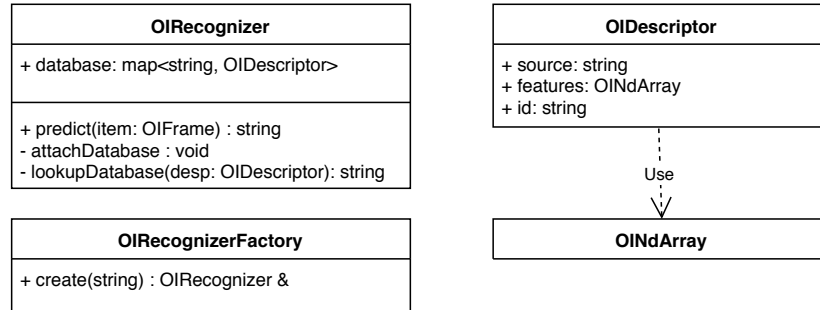 OIRecognizer
+ database: map<string, OIDescriptor>
+ predict(item: OIFrame) : string
- attachDatabase : void
- lookupDatabase(desp: OIDescriptor): string
OIRecognizerFactory
+ create(string) : OIRecognizer &
OIDescriptor
+ source: string
+ features: OINdArray
+ id: string
Use
OINdArray